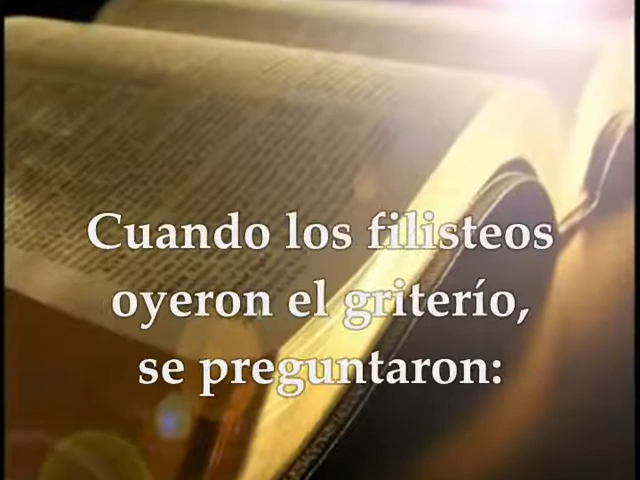 Cuando los filisteos
oyeron el griterío,
se preguntaron: